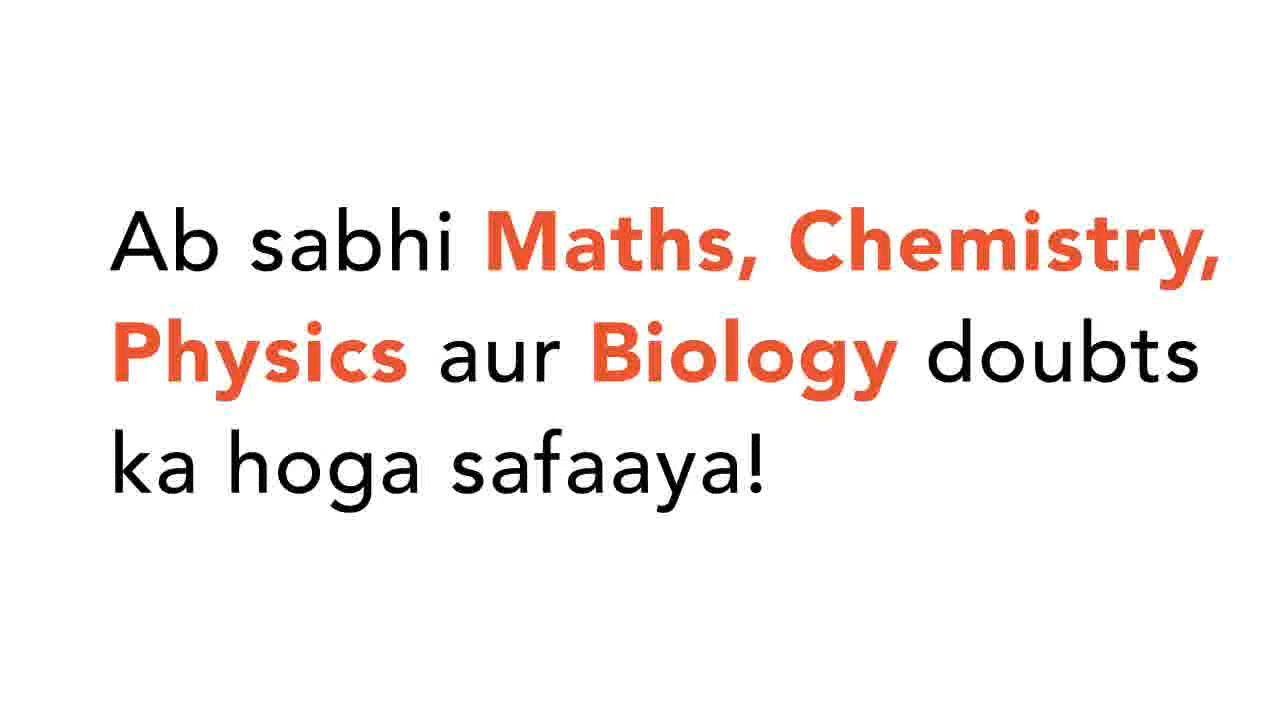 Ab sabhi Maths, Chemistry,
Physics aur Biology doubts
ka hoga safaaya!